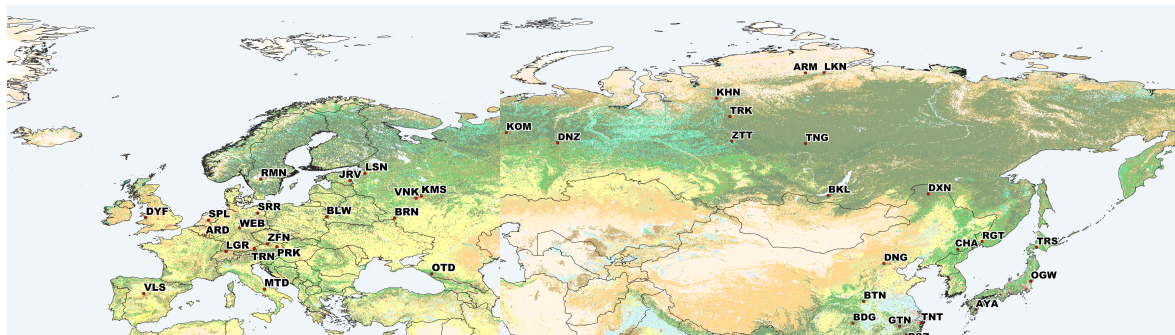 ARM LKN
KHN
TRK
KOM
DNZ
ZTT
TNG
LSN
RMN
JRV
BKL
DXN
VNK KMS
SRR
DYF
SPL
BLW
BRN
WEB
ARD
ZFN
RGT
LGR
PRK
CHA
TRS
TRN
DNG
OTD
OGW
MTD
VLS
BTN
AYA
BDG
GTN
TNT